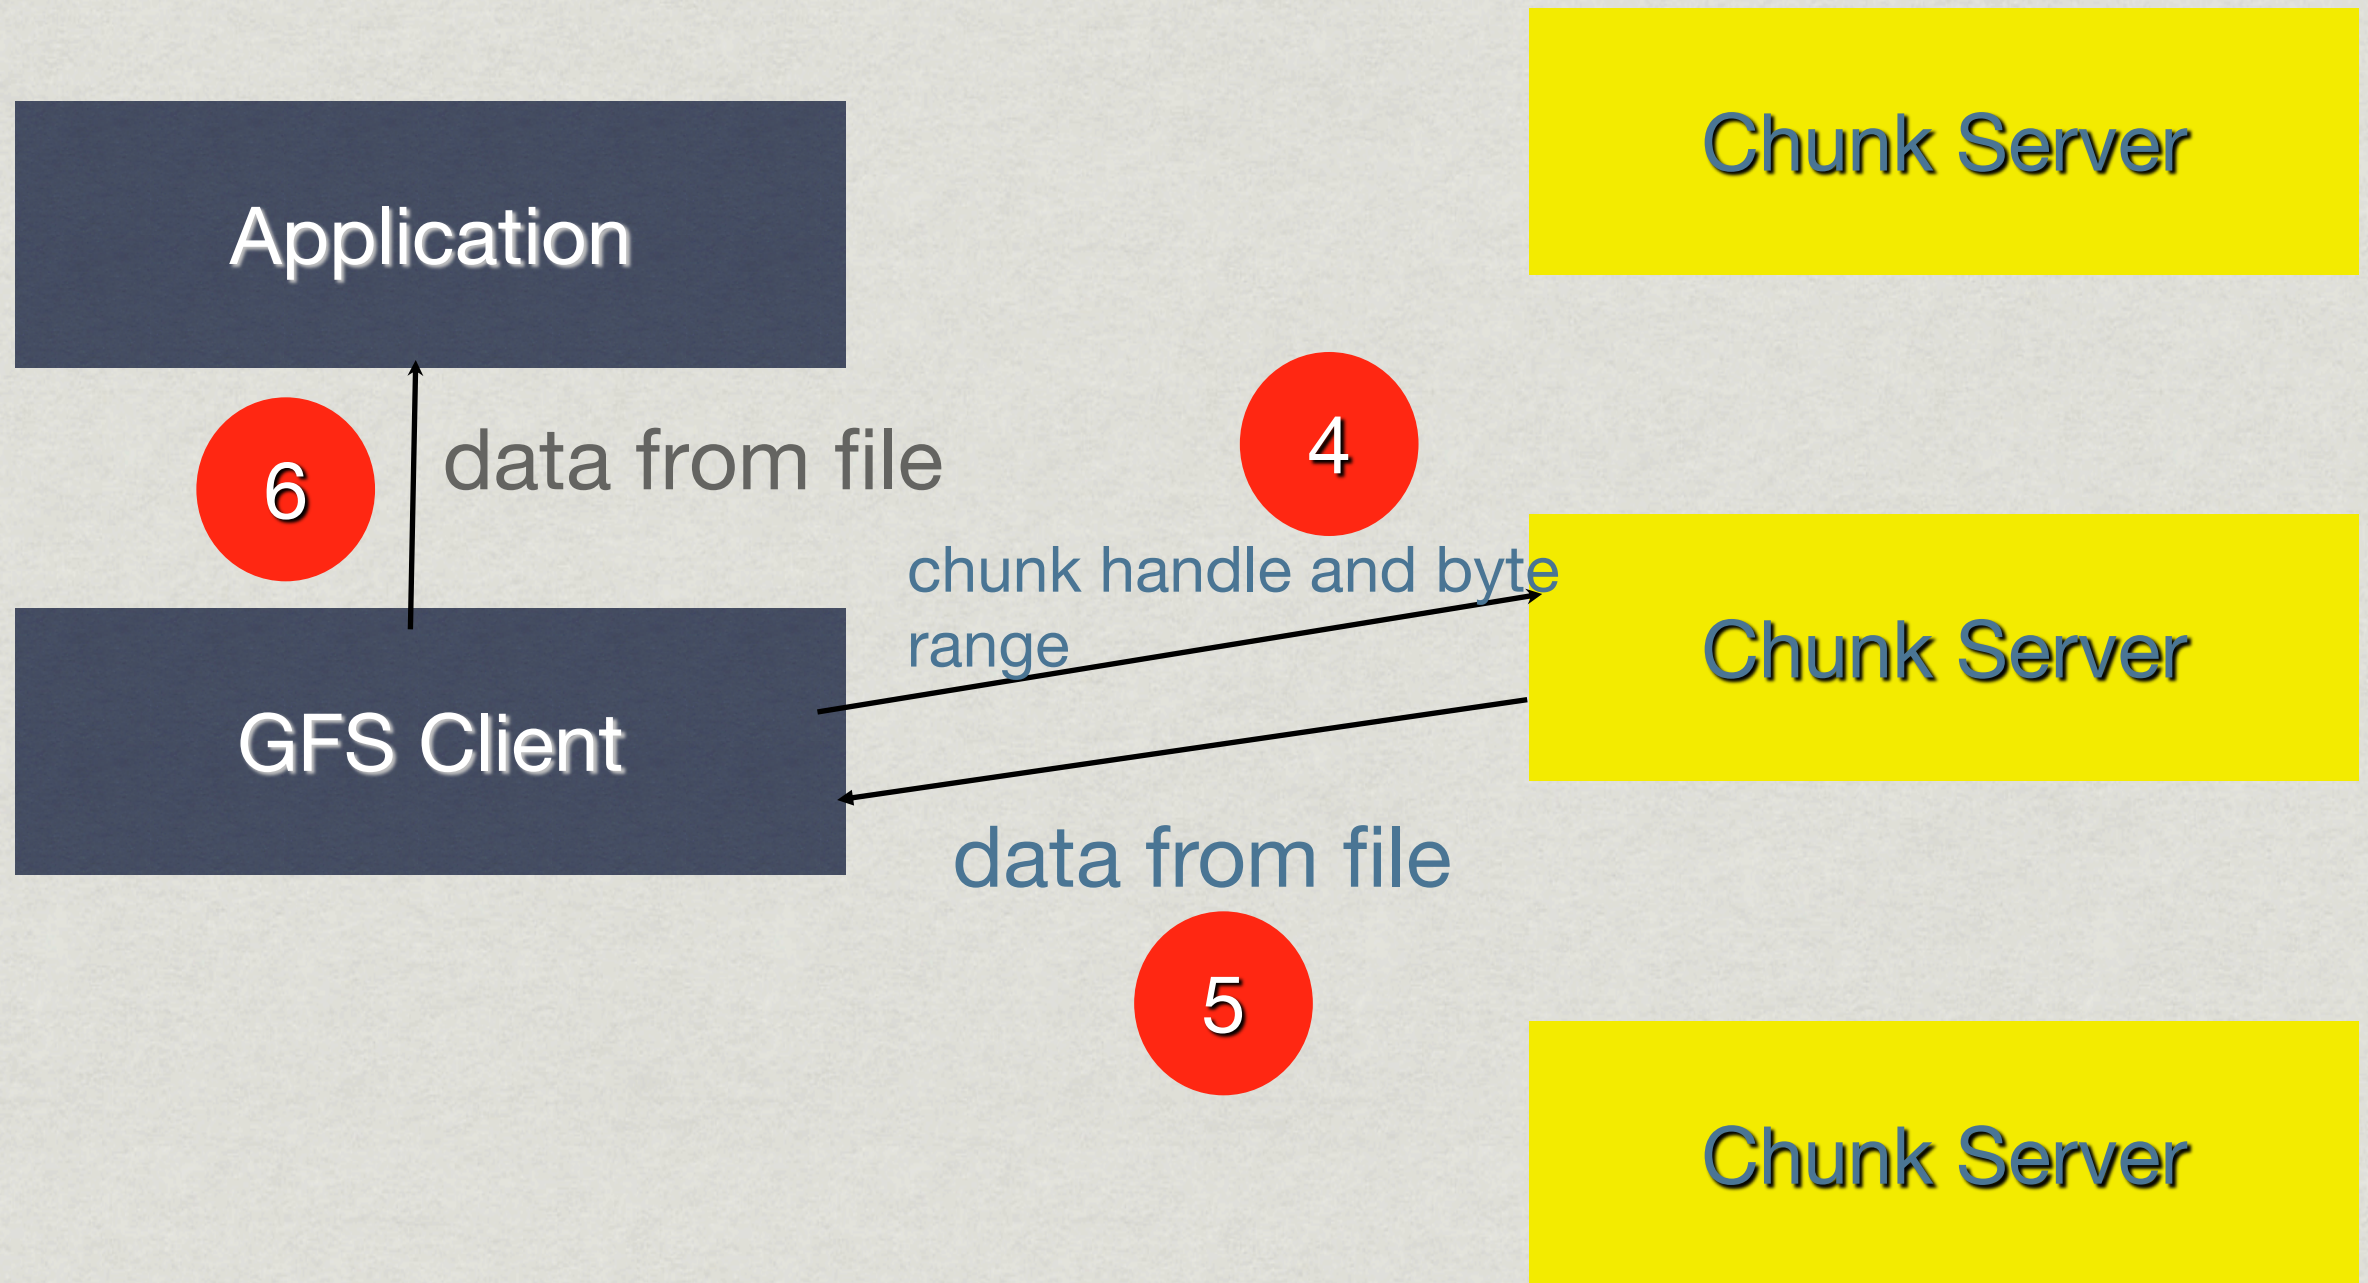 Chunk Server
Application
4
data from file
6
chunk handle and byte
range
Chunk Server
GFS Client
data from file
5
Chunk Server